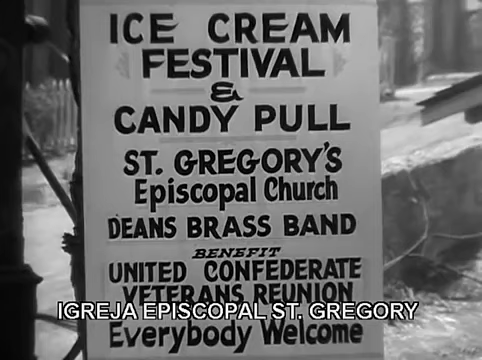 ICE CREAM
FESTIVAL
&
CANDY PULL
ST. GREGORY'S
Episcopal Church
DEANS BRASS BAND
BENEFIT
UNITED CONFEDERATE
VETERANS REUNION
IGREJA EPISCOPAL ST. GREGORY
Everybody Welcome